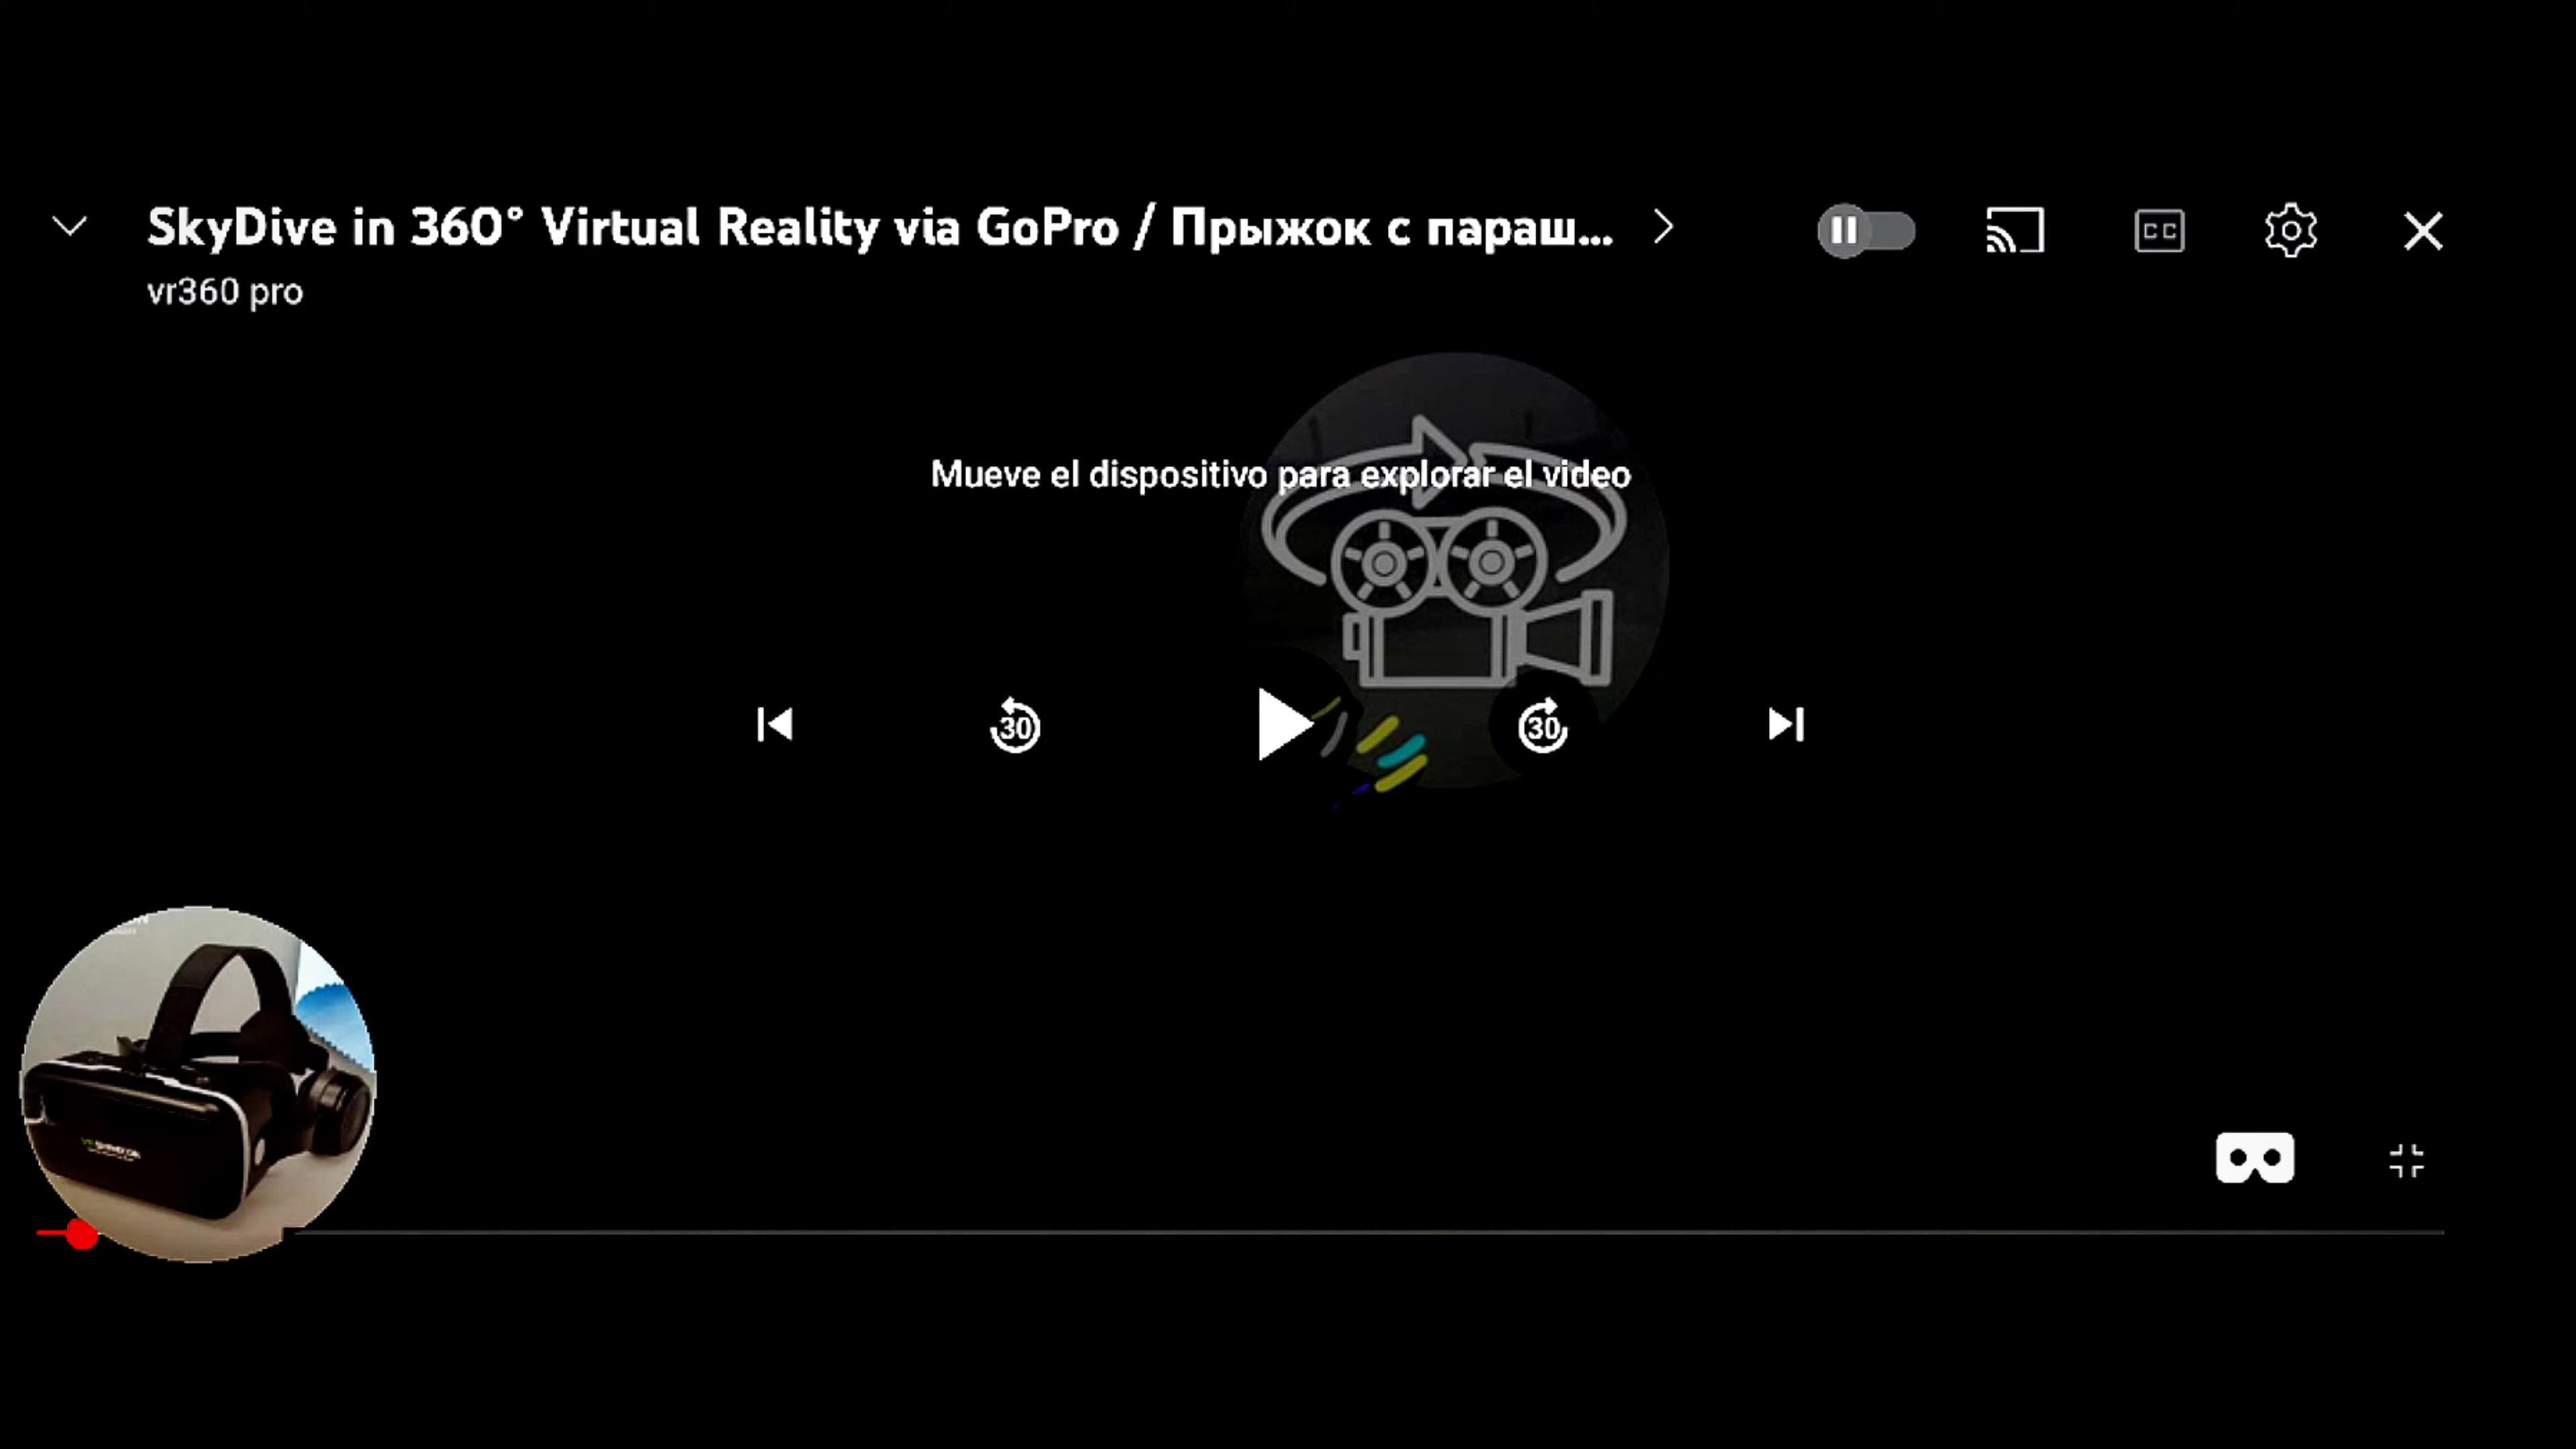 SkyDive in 360° Virtual Reality via GoPro / Прыжок с параш...
CC
vr360 pro
Mueve el dispositivo para explorar el video
30
30